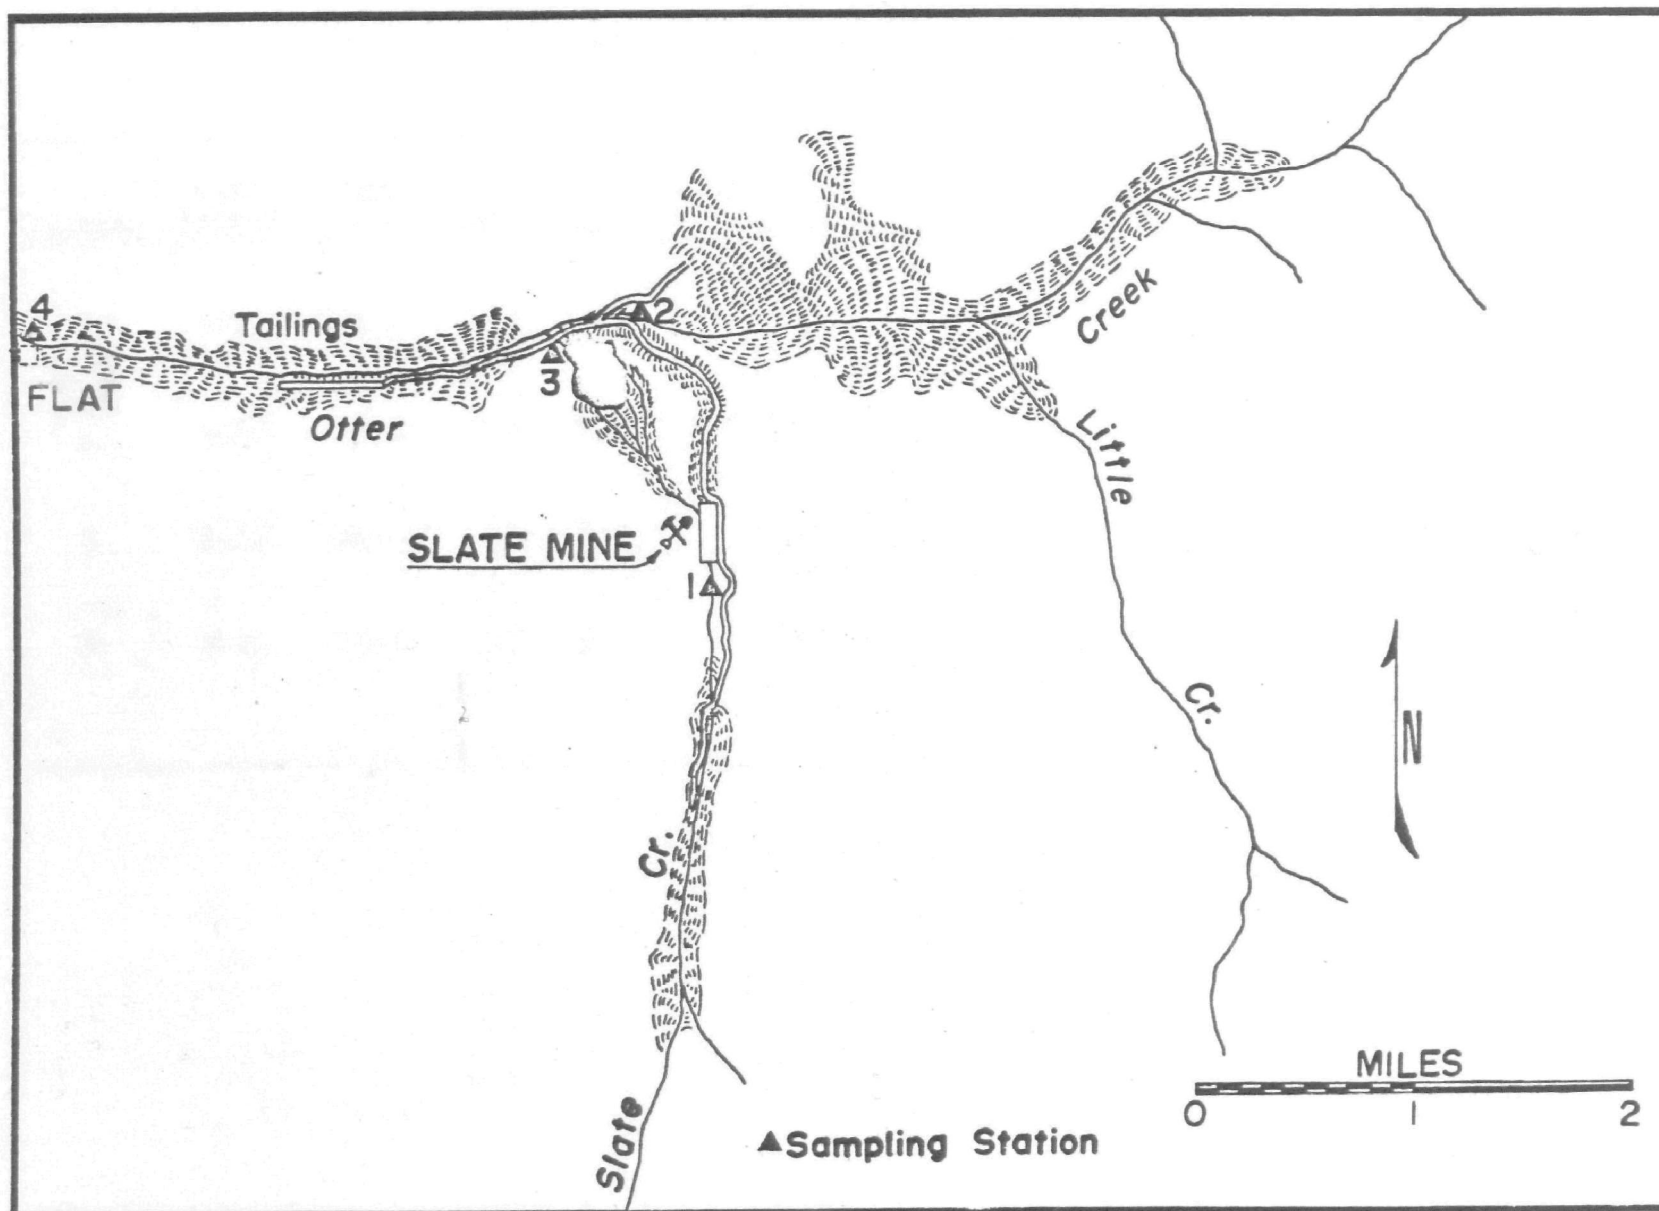 4
2
Tailings
Creek
3
FLAT
Otter
Little
SLATE MINE
1
Cr.
N
Cr.
MILES
0 1 2
▲Sampling Station
Slate